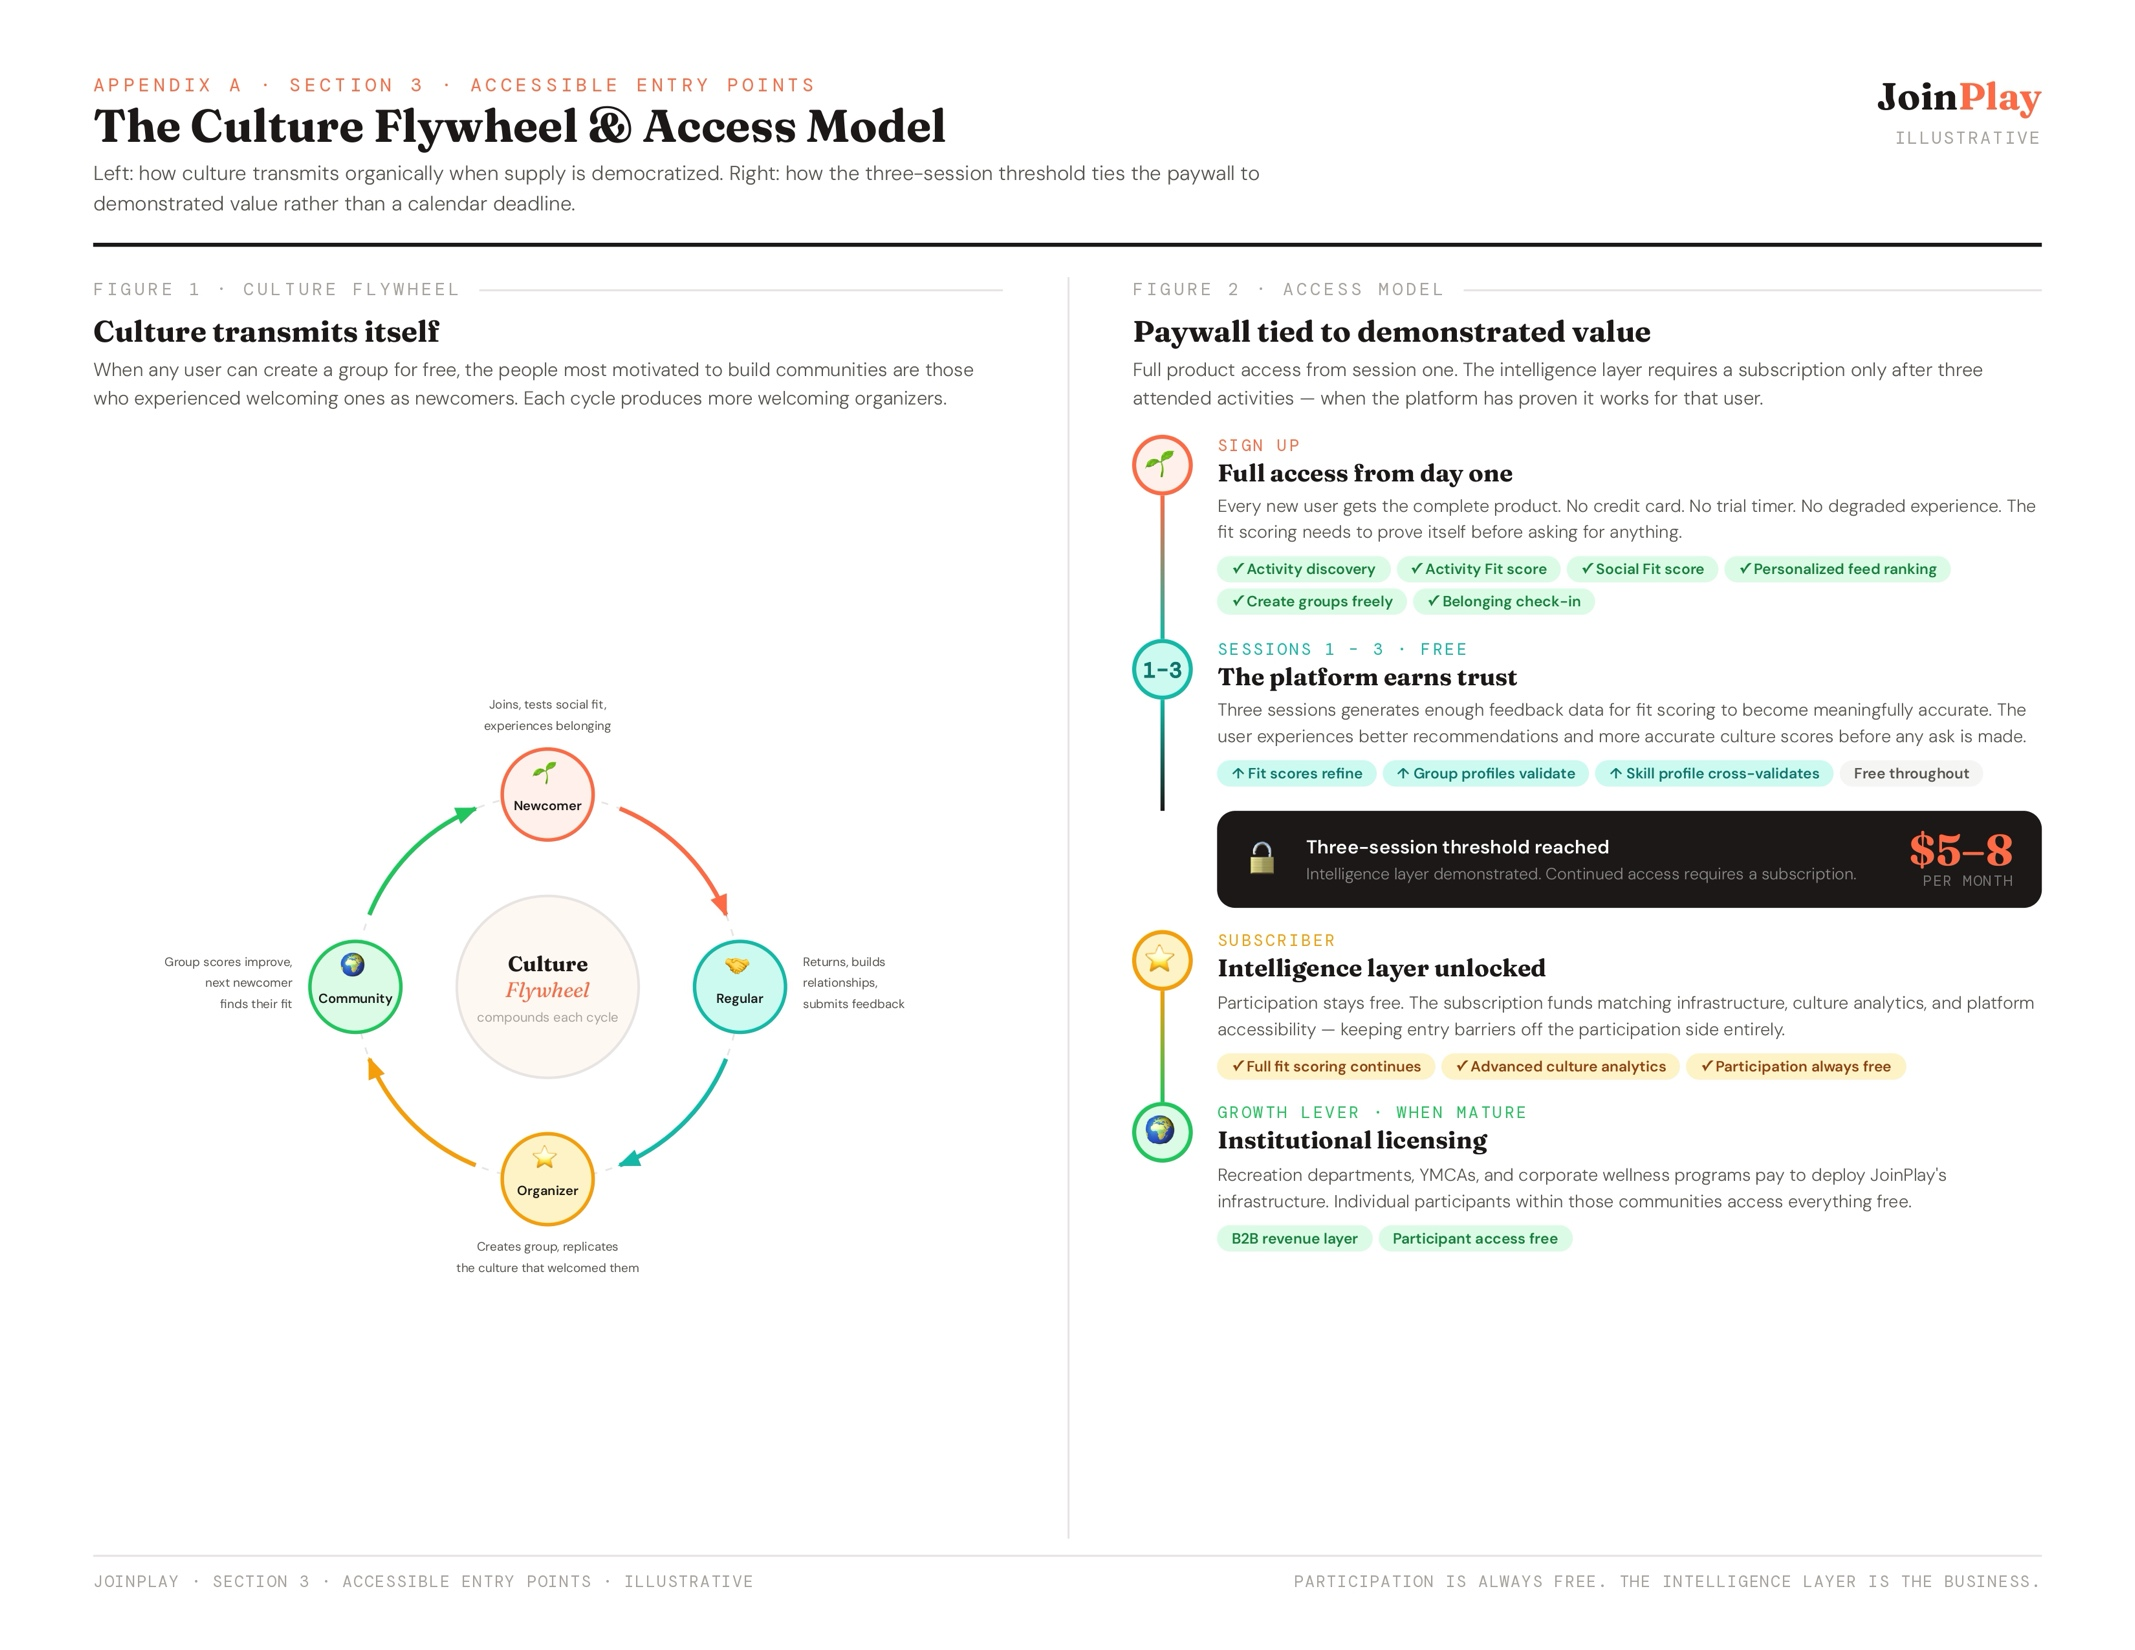 APPENDIX A · SECTION 3 · ACCESSIBLE ENTRY POINTS
The Culture Flywheel & Access Model
Left: how culture transmits organically when supply is democratized. Right: how the three-session threshold ties the paywall to
demonstrated value rather than a calendar deadline.
JoinPlay
ILLUSTRATIVE
FIGURE 1 · CULTURE FLYWHEEL
Culture transmits itself
When any user can create a group for free, the people most motivated to build communities are those
who experienced welcoming ones as newcomers. Each cycle produces more welcoming organizers.
Joins, tests social fit,
experiences belonging
Newcomer
Group scores improve,
next newcomer
finds their fit
Community
Culture
Flywheel
compounds each cycle
Regular
Returns, builds
relationships,
submits feedback
Organizer
Creates group, replicates
the culture that welcomed them
FIGURE 2 · ACCESS MODEL
Paywall tied to demonstrated value
Full product access from session one. The intelligence layer requires a subscription only after three
attended activities — when the platform has proven it works for that user.
SIGN UP
Full access from day one
Every new user gets the complete product. No credit card. No trial timer. No degraded experience. The
fit scoring needs to prove itself before asking for anything.
✓ Activity discovery ✓ Activity Fit score ✓ Social Fit score ✓ Personalized feed ranking
✓ Create groups freely ✓ Belonging check-in
1–3
SESSIONS 1 – 3 · FREE
The platform earns trust
Three sessions generates enough feedback data for fit scoring to become meaningfully accurate. The
user experiences better recommendations and more accurate culture scores before any ask is made.
↑ Fit scores refine ↑ Group profiles validate ↑ Skill profile cross-validates Free throughout
Three-session threshold reached
Intelligence layer demonstrated. Continued access requires a subscription.
$5–8
PER MONTH
SUBSCRIBER
Intelligence layer unlocked
Participation stays free. The subscription funds matching infrastructure, culture analytics, and platform
accessibility — keeping entry barriers off the participation side entirely.
✓ Full fit scoring continues ✓ Advanced culture analytics ✓ Participation always free
GROWTH LEVER · WHEN MATURE
Institutional licensing
Recreation departments, YMCAs, and corporate wellness programs pay to deploy JoinPlay's
infrastructure. Individual participants within those communities access everything free.
B2B revenue layer Participant access free
JOINPLAY · SECTION 3 · ACCESSIBLE ENTRY POINTS · ILLUSTRATIVE
PARTICIPATION IS ALWAYS FREE. THE INTELLIGENCE LAYER IS THE BUSINESS.